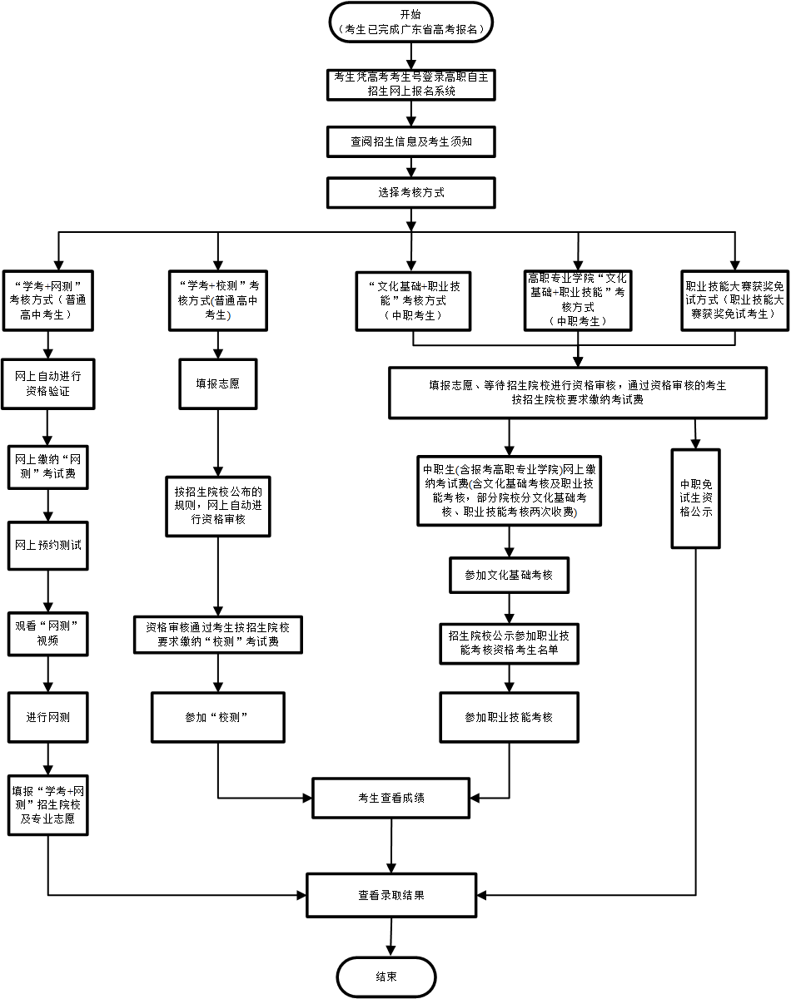 开始
（考生已完成广东省高考报名）
考生凭高考考生号登录高职自主
招生网上报名系统
查阅招生信息及考生须知
选择考核方式
“学考+网测”
考核方式（普通
高中考生）
“学考+校测”考
核方式(普通高中
考生)
“文化基础+职业技
能”考核方式
（中职考生）
高职专业学院“文化
基础+职业技能”考
核方式
（中职考生）
职业技能大赛获奖免
试方式（职业技能大
赛获奖免试考生）
网上自动进行
资格验证
网上缴纳“网
测”考试费
网上预约测试
观看“网测”
视频
进行网测
填报“学考+网
测”招生院校
及专业志愿
填报志愿
按招生院校公布的
规则，网上自动进
行资格审核
资格审核通过考生按招生院校
要求缴纳“校测”考试费
参加“校测”
填报志愿、等待招生院校进行资格审核，通过资格审核的考生
按招生院校要求缴纳考试费
中职生(含报考高职专业学院)网上缴
纳考试费(含文化基础考核及职业技
能考核，部分院校分文化基础考
核、职业技能考核两次收费)
参加文化基础考核
招生院校公示参加职业技
能考核资格考生名单
参加职业技能考核
中职免
试生资
格公示
考生查看成绩
查看录取结果
结束